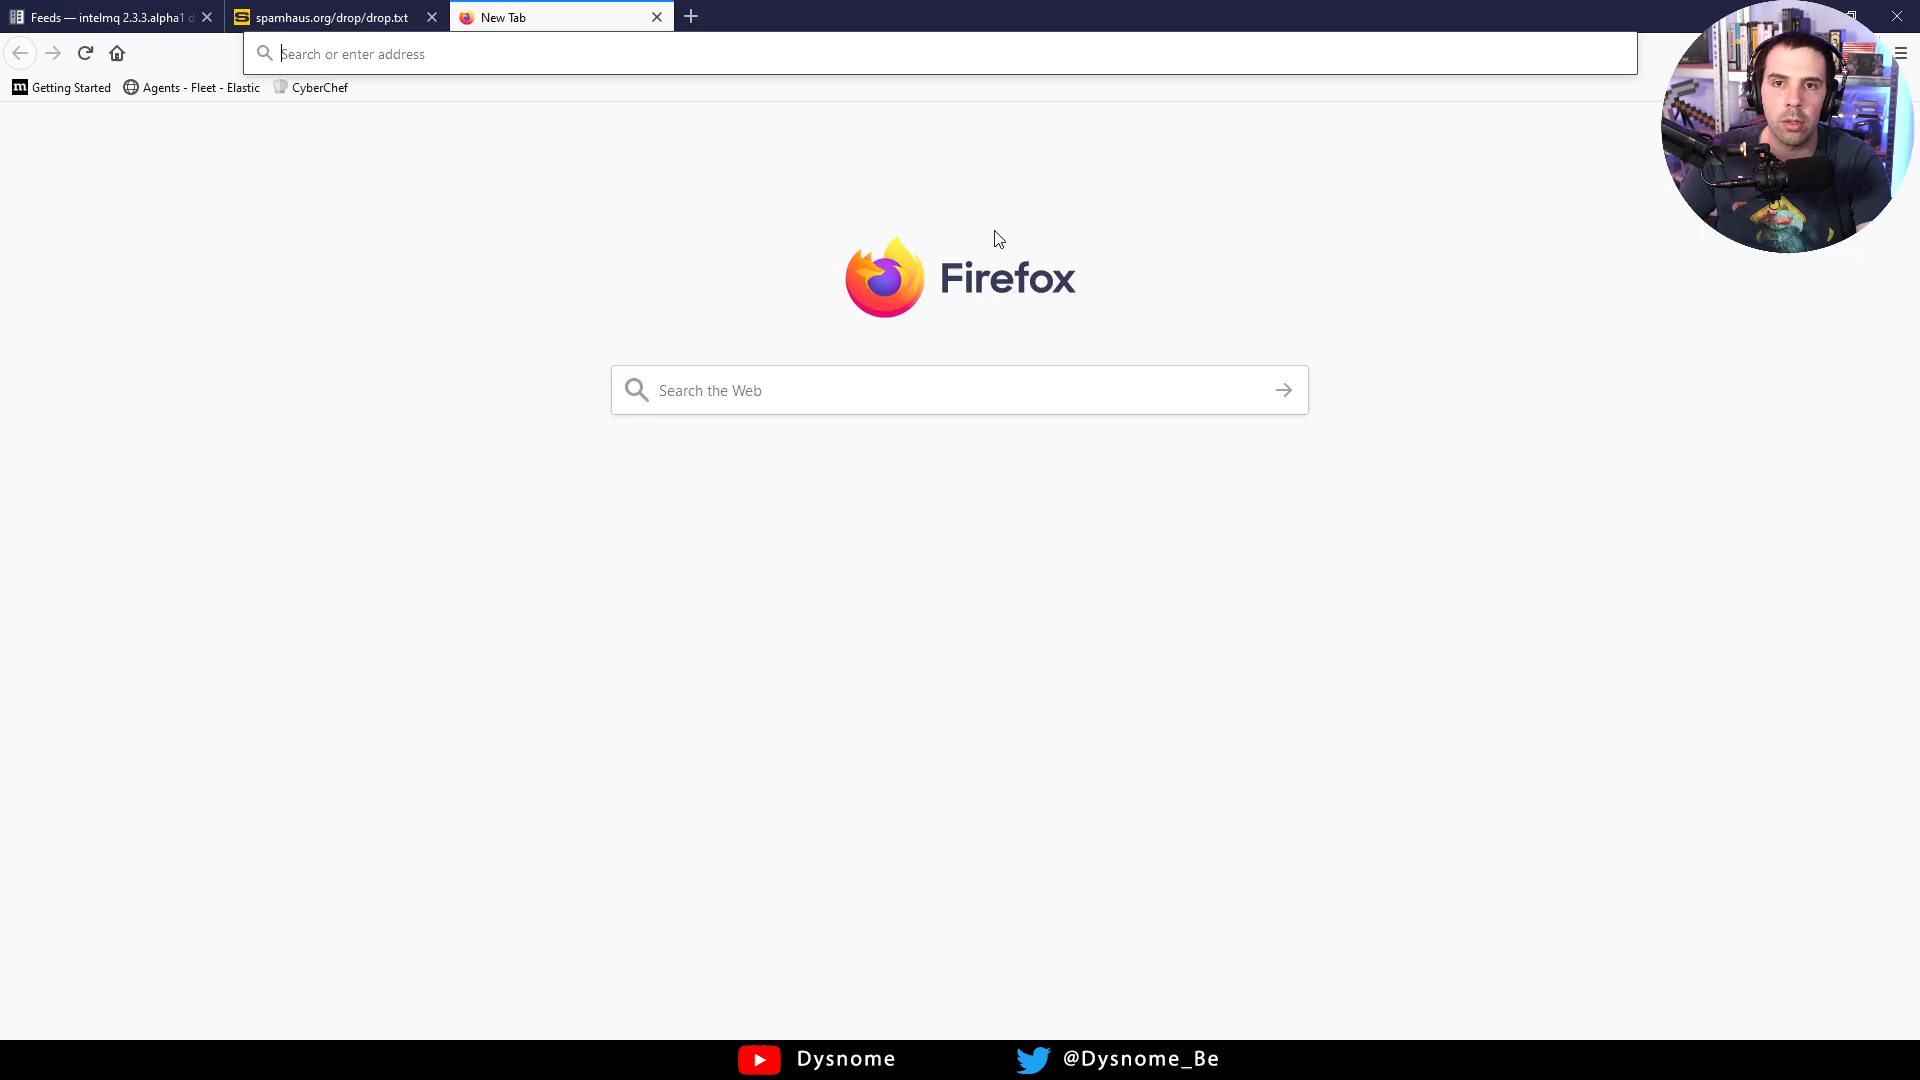 Feeds — intelmq 2.3.3.alpha1 d
spamhaus.org/drop/drop.txt
New Tab
Search or enter address
m Getting Started
Agents - Fleet - Elastic
CyberChef
Firefox
Search the Web
Dysnome
@Dysnome_Be